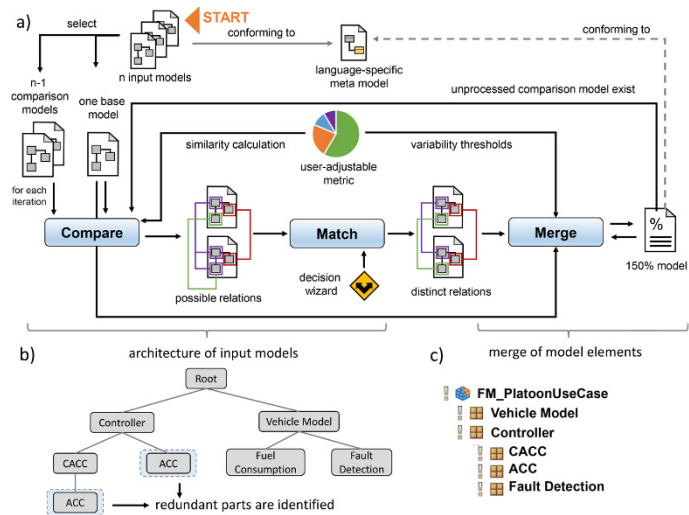 a)
START
select
conforming to
conforming to
n input models
language-specific
meta model
n-1
comparison
models
one base
model
unprocessed comparison model exist
similarity calculation
variability thresholds
user-adjustable
metric
for each
iteration
Compare
Match
Merge
%
150% model
possible relations
decision
wizard
distinct relations
architecture of input models
merge of model elements
b)
Root
Controller
Vehicle Model
CACC
ACC
Fuel
Consumption
Fault
Detection
ACC
redundant parts are identified
c)
! FM_PlatoonUseCase
! Vehicle Model
! Controller
! CACC
! ACC
! Fault Detection